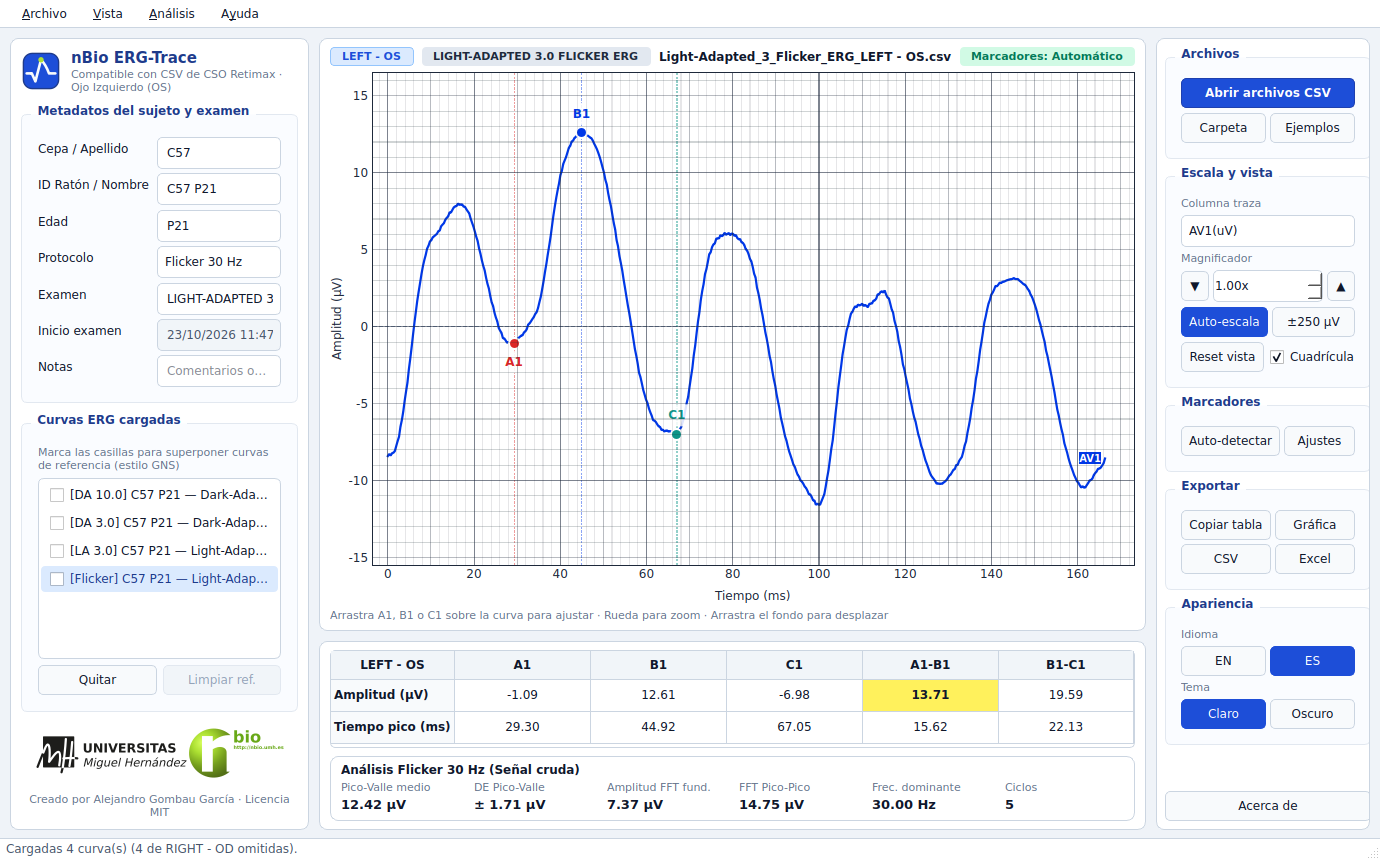 Archivo Vista Análisis Ayuda
nBio ERG-Trace
Compatible con CSV de CSO Retimax ·
Ojo Izquierdo (OS)
Metadatos del sujeto y examen
Cepa / Apellido C57
ID Ratón / Nombre C57 P21
Edad P21
Protocolo Flicker 30 Hz
Examen LIGHT-ADAPTED 3
Inicio examen 23/10/2026 11:47
Notas Comentarios o...
Curvas ERG cargadas
Marca las casillas para superponer curvas
de referencia (estilo GNS)
[DA 10.0] C57 P21 — Dark-Ada...
[DA 3.0] C57 P21 — Dark-Adap...
[LA 3.0] C57 P21 — Light-Adap...
[Flicker] C57 P21 — Light-Adap...
Quitar Limpiar ref.
UNIVERSITAS
Miguel Hernández
bio
http://nbio.umh.es
Creado por Alejandro Gombau García · Licencia
MIT
LEFT - OS LIGHT-ADAPTED 3.0 FLICKER ERG Light-Adapted_3_Flicker_ERG_LEFT - OS.csv Marcadores: Automático
Amplitud (µV)
15
10
5
0
-5
-10
-15
B1
A1
C1
AV1
0 20 40 60 80 100 120 140 160
Tiempo (ms)
Arrastra A1, B1 o C1 sobre la curva para ajustar · Rueda para zoom · Arrastra el fondo para desplazar
LEFT - OS A1 B1 C1 A1-B1 B1-C1
Amplitud (µV) -1.09 12.61 -6.98 13.71 19.59
Tiempo pico (ms) 29.30 44.92 67.05 15.62 22.13
Análisis Flicker 30 Hz (Señal cruda)
Pico-Valle medio DE Pico-Valle Amplitud FFT fund. FFT Pico-Pico Frec. dominante Ciclos
12.42 µV ± 1.71 µV 7.37 µV 14.75 µV 30.00 Hz 5
Archivos
Abrir archivos CSV
Carpeta Ejemplos
Escala y vista
Columna traza
AV1(uV)
Magnificador
▼ 1.00x ▲
Auto-escala ±250 µV
Reset vista Cuadrícula
Marcadores
Auto-detectar Ajustes
Exportar
Copiar tabla Gráfica
CSV Excel
Apariencia
Idioma
EN ES
Tema
Claro Oscuro
Acerca de
Cargadas 4 curva(s) (4 de RIGHT - OD omitidas).